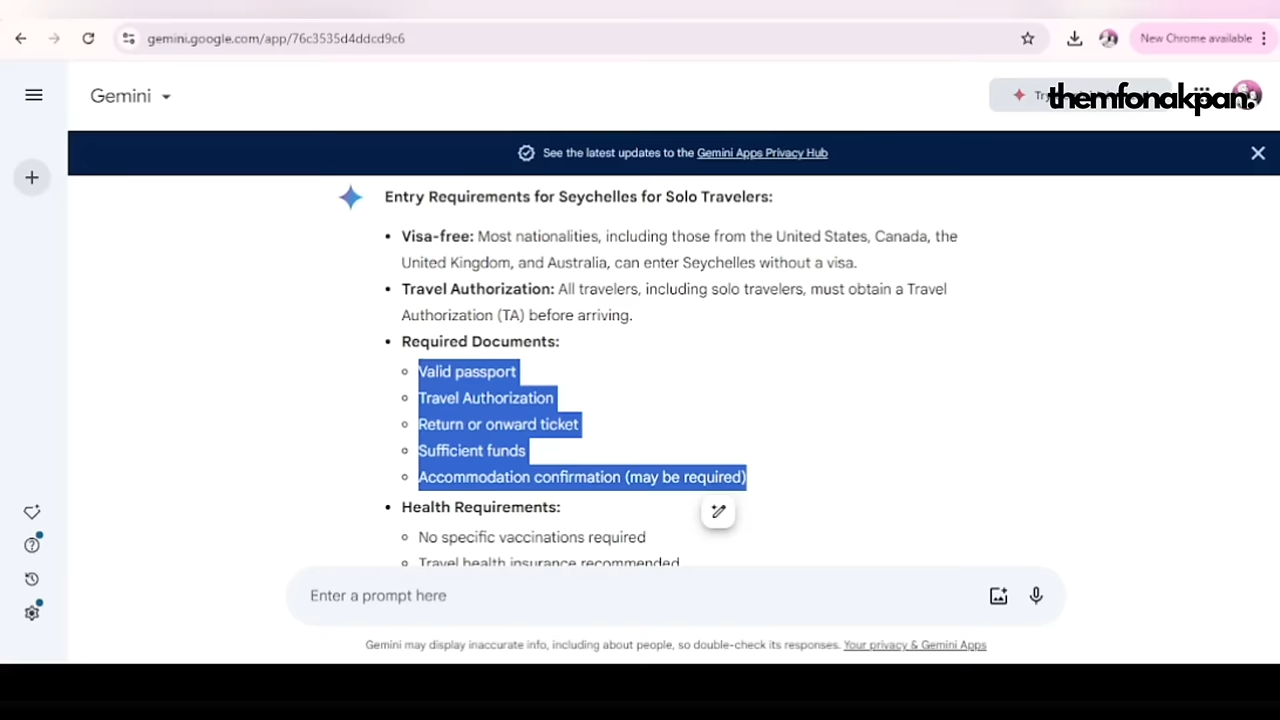 gemini.google.com/app/76c3535d4ddcd9c6
New Chrome available
Gemini
Try
themfonakpan.
See the latest updates to the Gemini Apps Privacy Hub
Entry Requirements for Seychelles for Solo Travelers:
• Visa-free: Most nationalities, including those from the United States, Canada, the
United Kingdom, and Australia, can enter Seychelles without a visa.
• Travel Authorization: All travelers, including solo travelers, must obtain a Travel
Authorization (TA) before arriving.
• Required Documents:
Valid passport
Travel Authorization
Return or onward ticket
Sufficient funds
Accommodation confirmation (may be required)
• Health Requirements:
No specific vaccinations required
Travel health insurance recommended
Enter a prompt here
Gemini may display inaccurate info, including about people, so double-check its responses. Your privacy & Gemini Apps